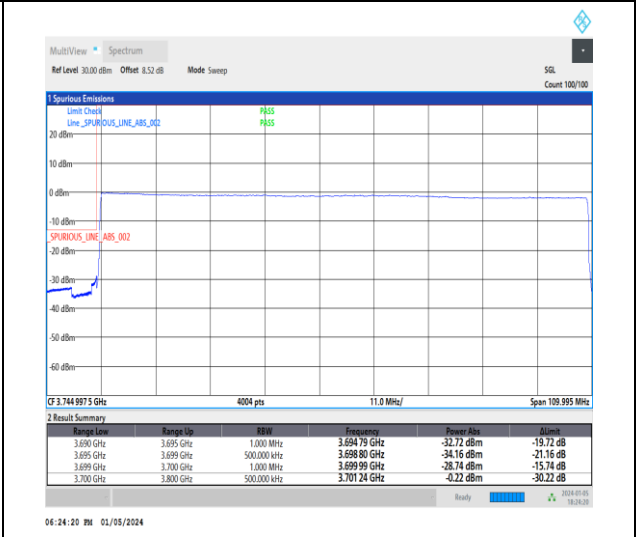 MultiView Spectrum
Ref Level 30.00 dBm Offset 8.52 dB Mode Sweep SGL
Count 100/100
1 Spurious Emissions
Limit Check PASS
Line _SPURIOUS_LINE_ABS_002 PASS
20 dBm
10 dBm
0 dBm
-10 dBm
_SPURIOUS_LINE_ABS_002
-20 dBm
-30 dBm
-40 dBm
-50 dBm
-60 dBm
CF 3.744 997 5 GHz 4004 pts 11.0 MHz/ Span 109.995 MHz
2 Result Summary
Range Low Range Up RBW Frequency Power Abs ΔLimit
3.690 GHz 3.695 GHz 1.000 MHz 3.694 79 GHz -32.72 dBm -19.72 dB
3.695 GHz 3.699 GHz 500.000 kHz 3.698 80 GHz -34.16 dBm -21.16 dB
3.699 GHz 3.700 GHz 1.000 MHz 3.699 99 GHz -28.74 dBm -15.74 dB
3.700 GHz 3.800 GHz 500.000 kHz 3.701 24 GHz -0.22 dBm -30.22 dB
Ready 2024-01-05
18:24:20
06:24:20 PM 01/05/2024